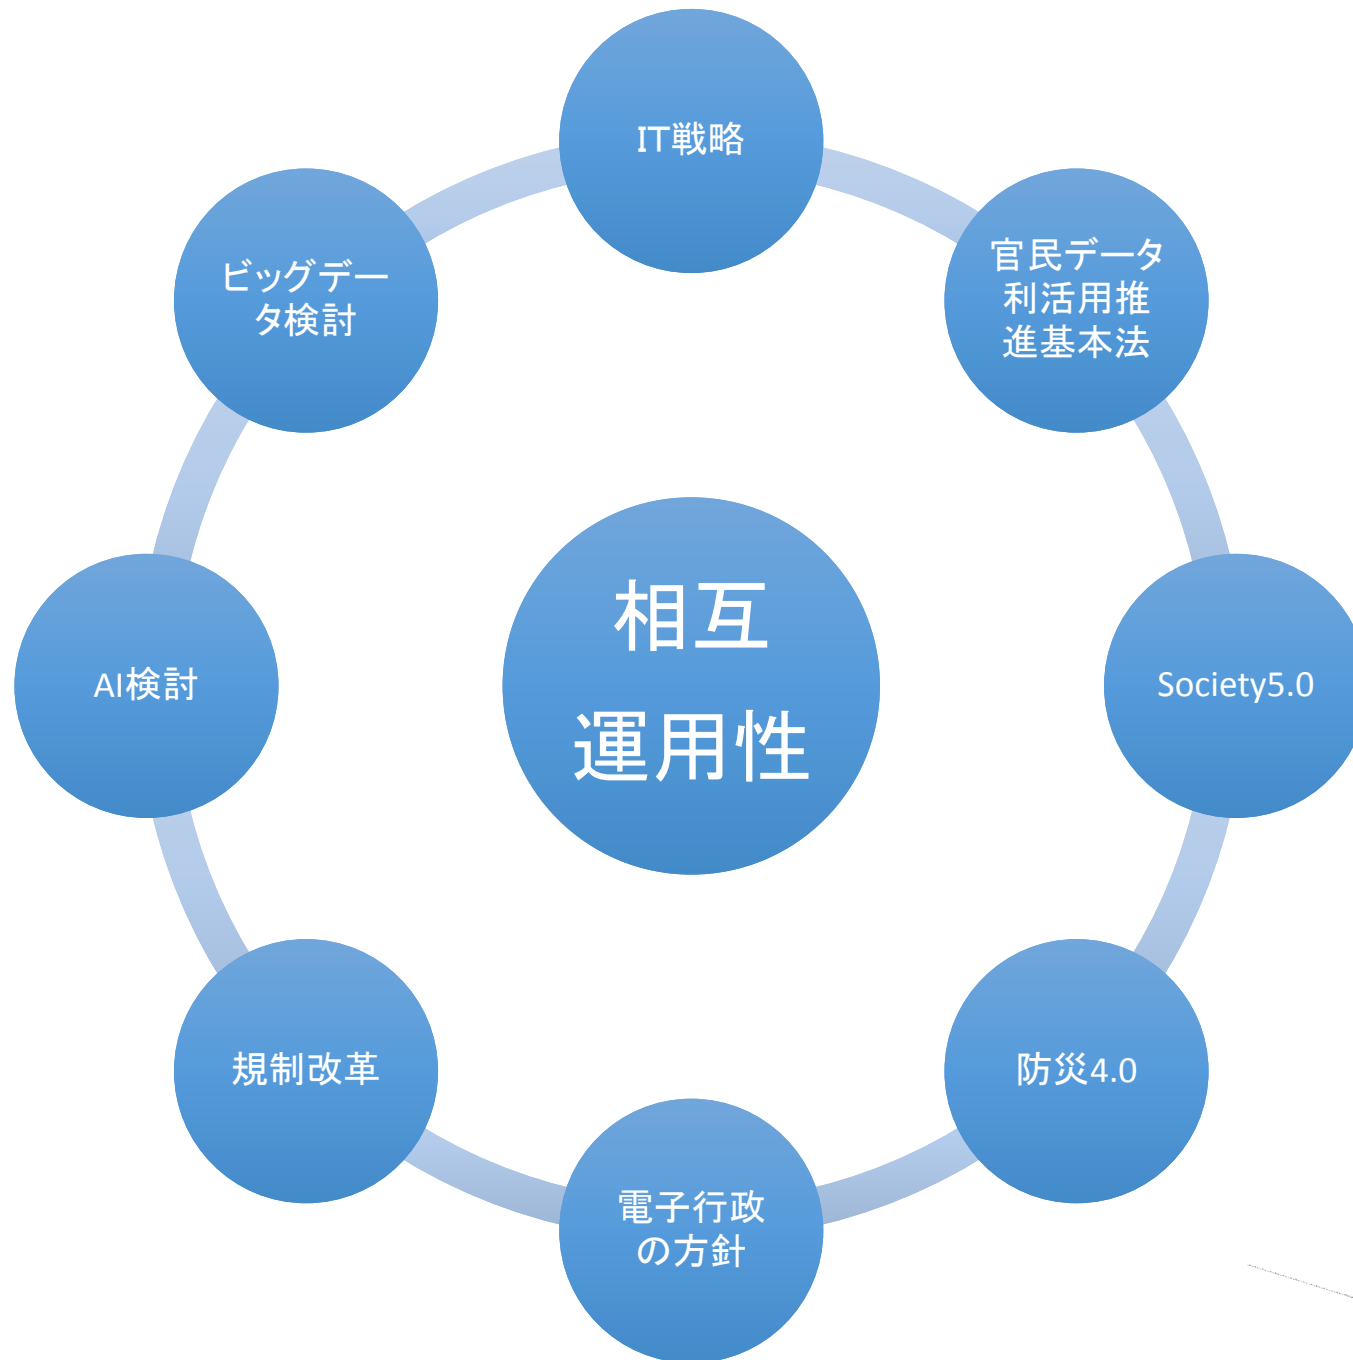 IT戦略
官民データ
利活用推
進基本法
ビッグデー
タ検討
相互
運用性
AI検討
Society5.0
規制改革
防災4.0
電子行政
の方針